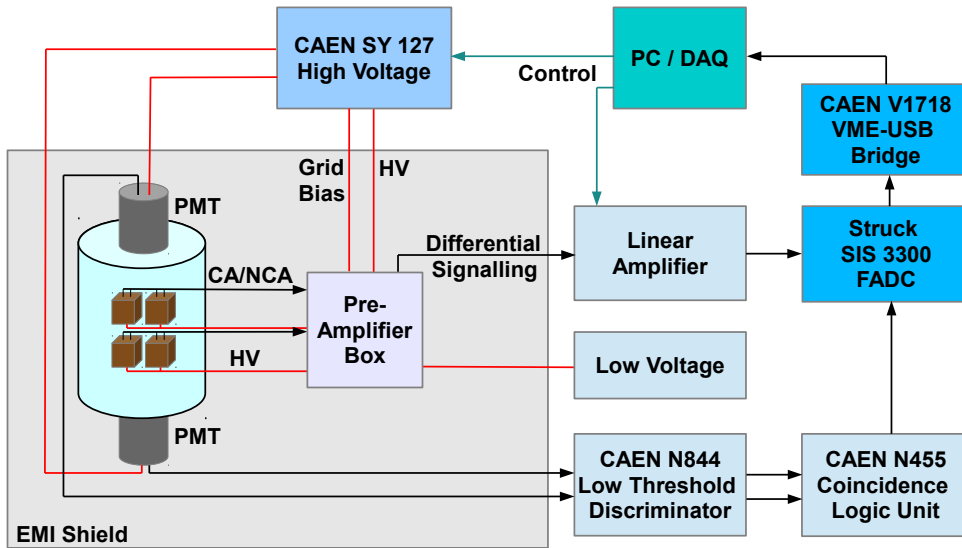 CAEN SY 127
High Voltage
PC / DAQ
Control
CAEN V1718
VME-USB
Bridge
Grid
Bias
HV
PMT
Differential
Signalling
Linear
Amplifier
Struck
SIS 3300
FADC
CA/NCA
Pre-
Amplifier
Box
HV
Low Voltage
PMT
CAEN N844
Low Threshold
Discriminator
CAEN N455
Coincidence
Logic Unit
EMI Shield